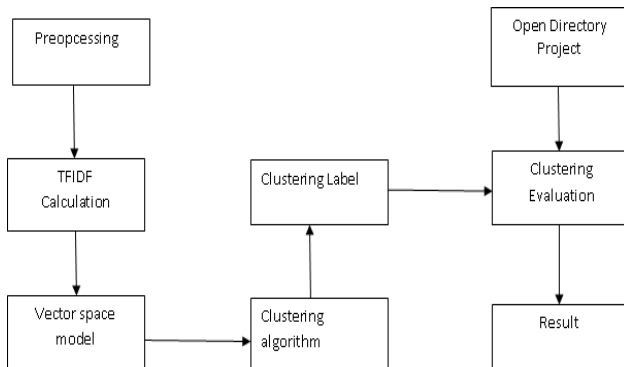 Preopcessing
Open Directory
Project
TFIDF
Calculation
Clustering Label
Clustering
Evaluation
Vector space
model
Clustering
algorithm
Result